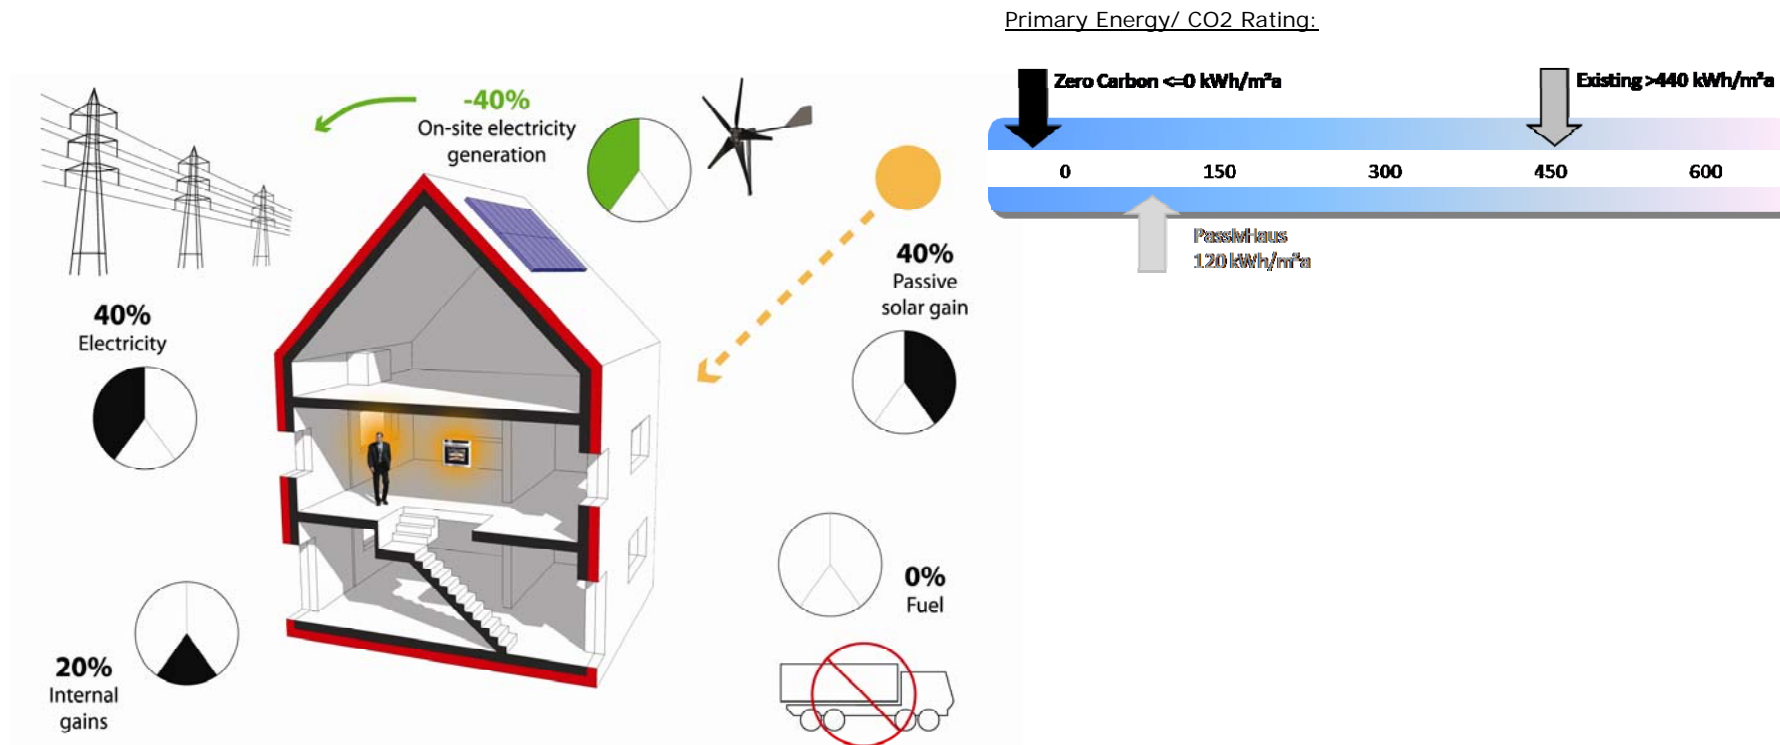 Primary Energy/ CO2 Rating:
Zero Carbon <=0 kWh/m²a
Existing >440 kWh/m²a
0 150 300 450 600
PassivHaus
120 kWh/m²a
-40%
On-site electricity
generation
40%
Passive
solar gain
40%
Electricity
0%
Fuel
20%
Internal
gains